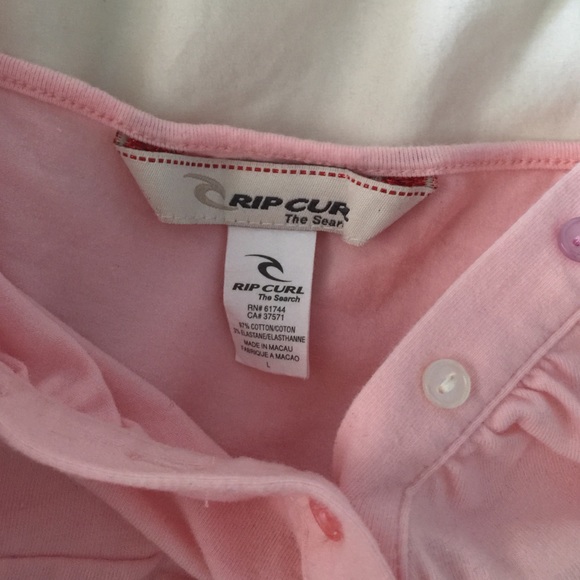 RIP CURL
The Sear
RIP CURL
The Search
RN# 61744
CA# 37571
97% COTTON/COTON
3% ELASTANE/ELASTHANNE
MADE IN MACAU
FABRIQUE A MACAO
L